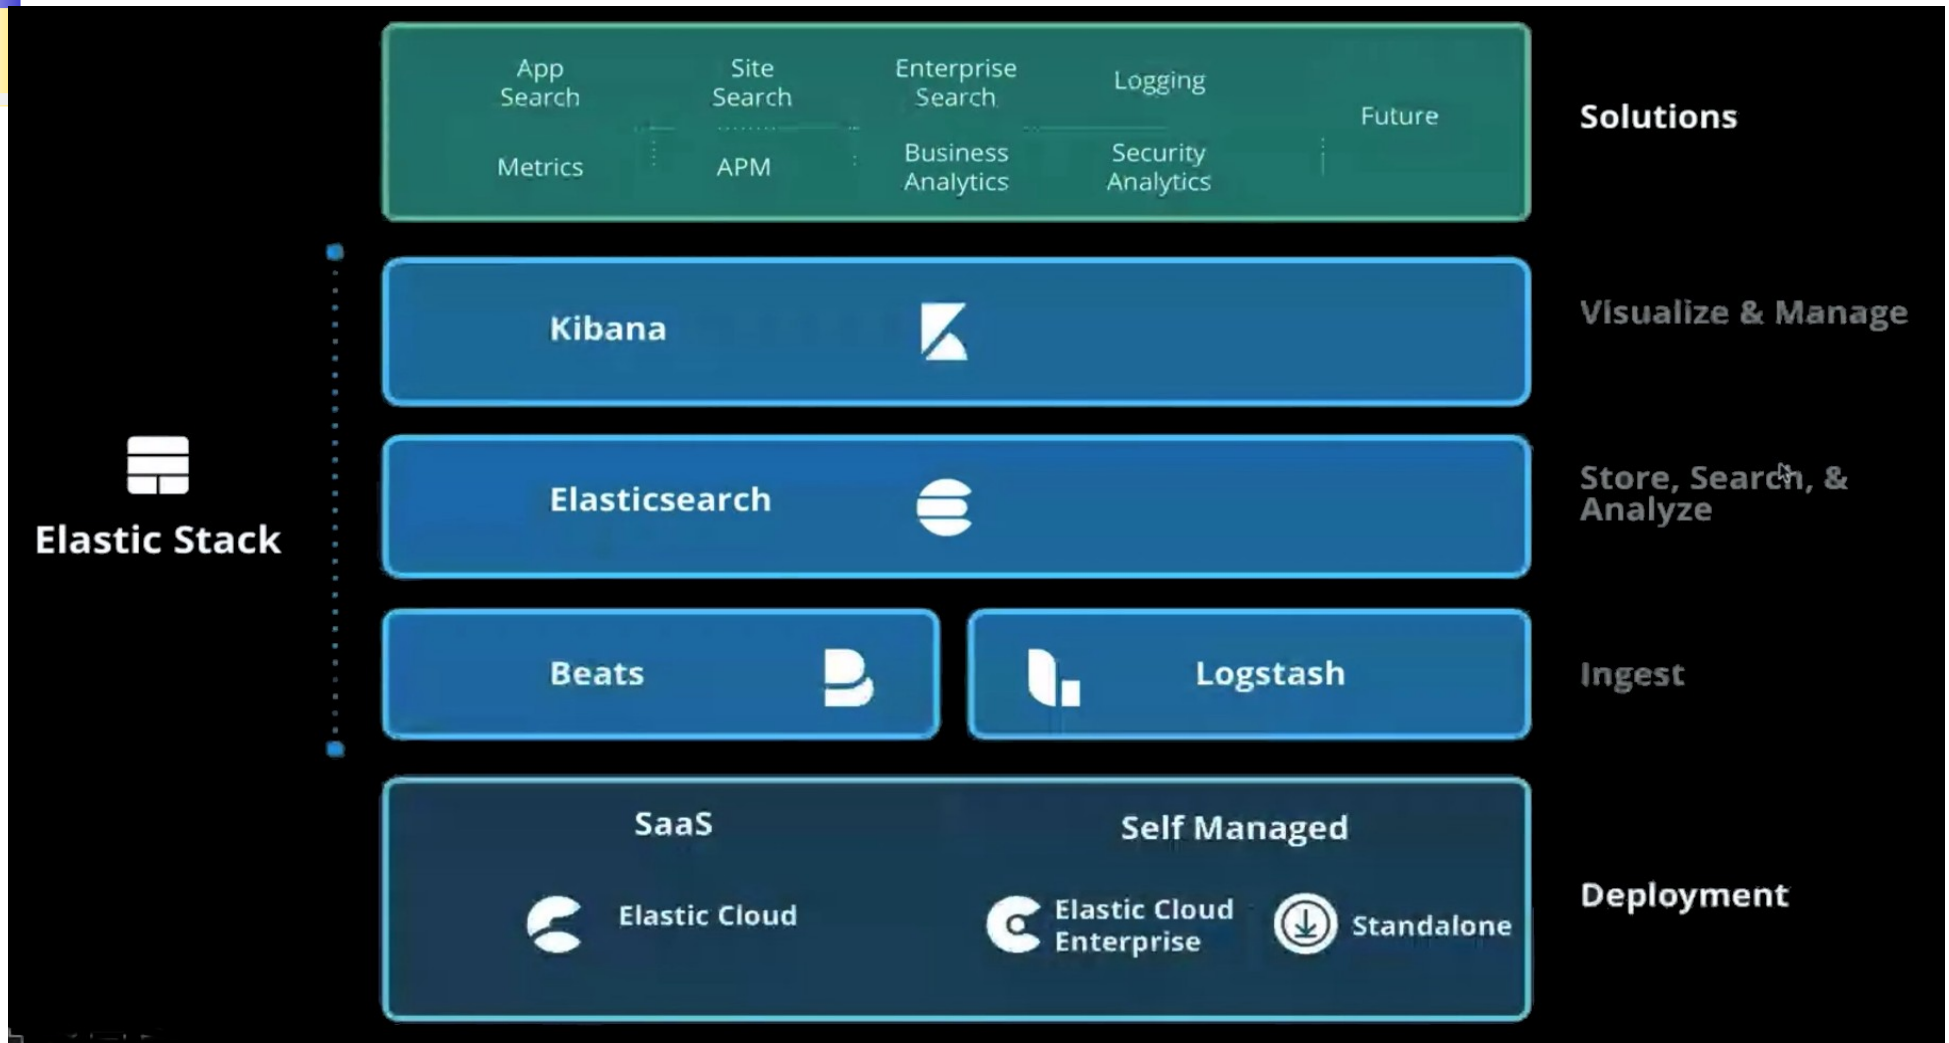 App
Search
Site
Search
Enterprise
Search
Logging
Future
Metrics
APM
Business
Analytics
Security
Analytics
Solutions
Kibana
Visualize & Manage
Elastic Stack
Elasticsearch
Store, Search, &
Analyze
Beats
Logstash
Ingest
SaaS
Self Managed
Elastic Cloud
Elastic Cloud
Enterprise
Standalone
Deployment